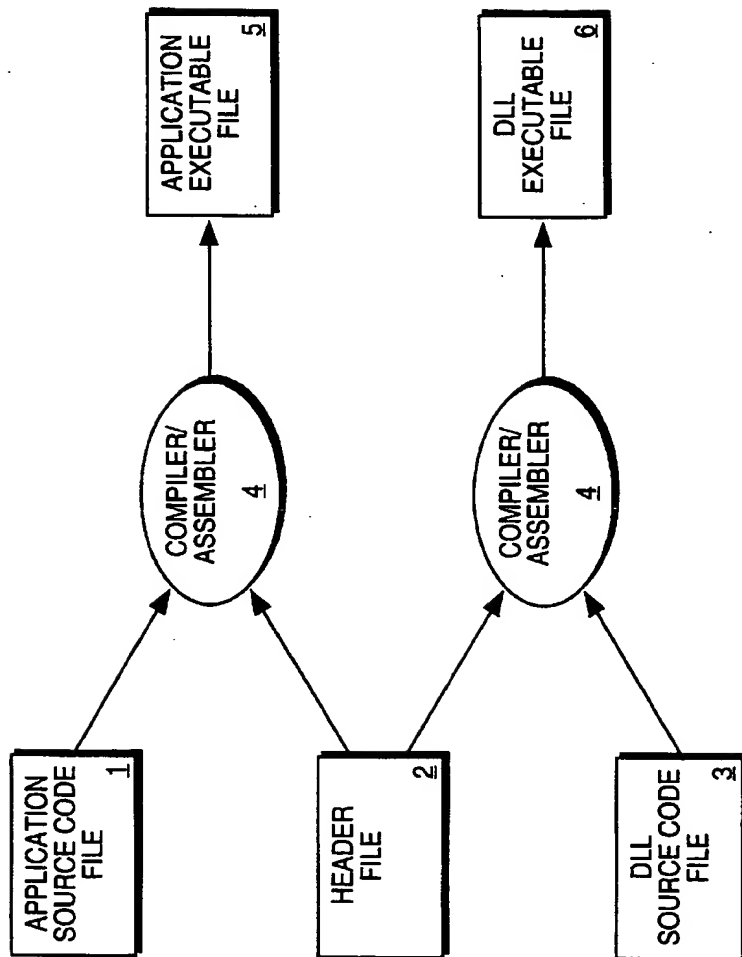 APPLICATION
SOURCE CODE
FILE
1
HEADER
FILE
2
DLL
SOURCE CODE
FILE
3
COMPILER/
ASSEMBLER
4
COMPILER/
ASSEMBLER
4
APPLICATION
EXECUTABLE
FILE
5
DLL
EXECUTABLE
FILE
6